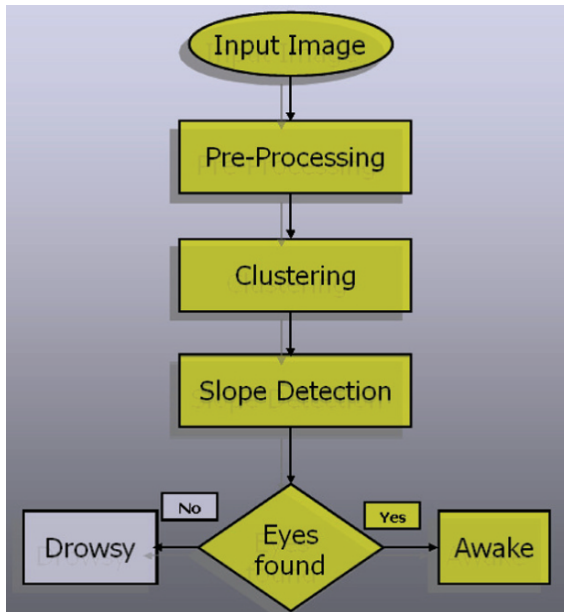 Input Image
Pre-Processing
Clustering
Slope Detection
No
Yes
Drowsy
Eyes
found
Awake